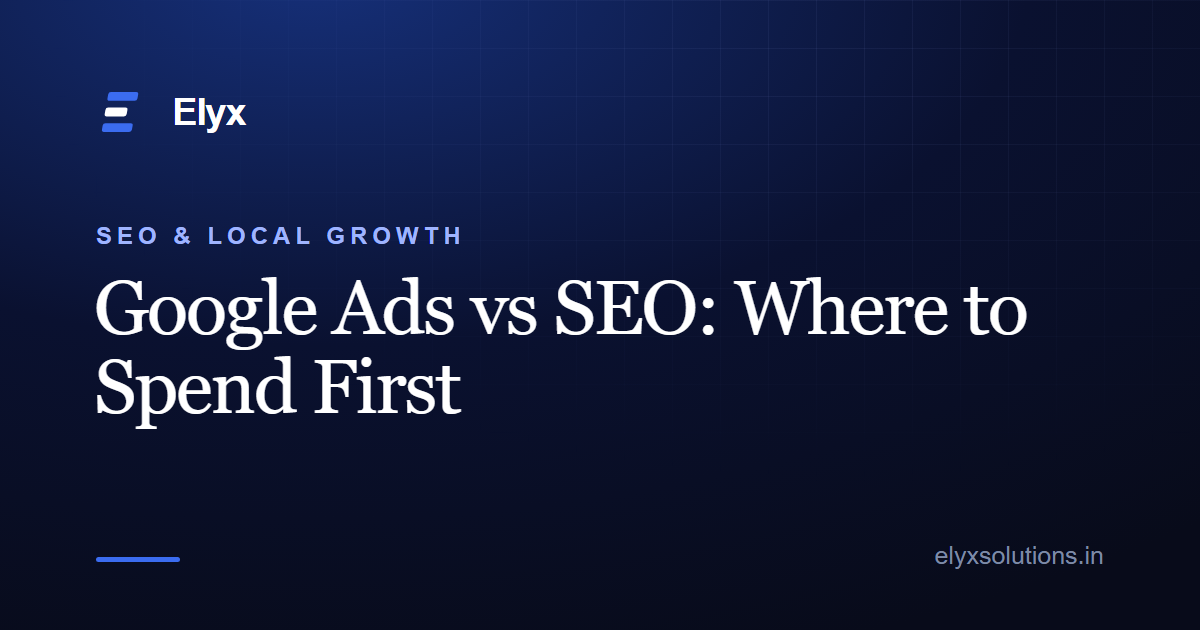 Elyx
SEO & LOCAL GROWTH
Google Ads vs SEO: Where to
Spend First
elyxsolutions.in